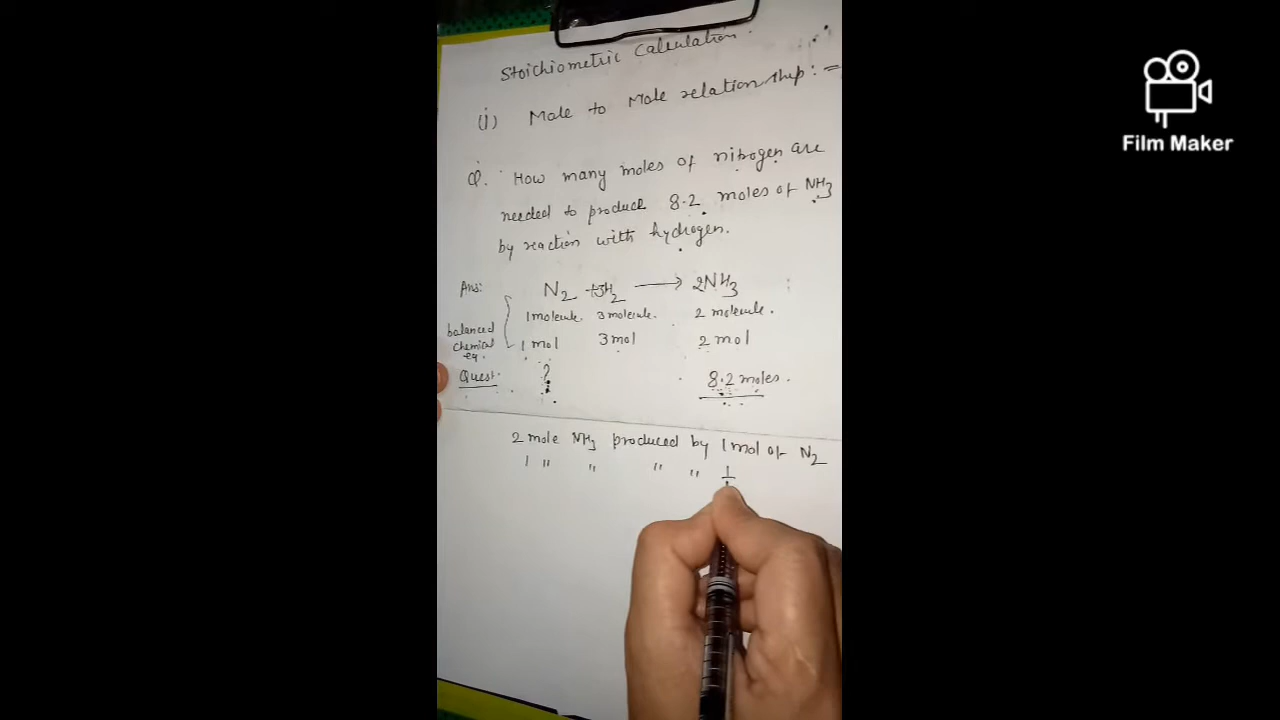 Stoichiometric Calculation.
(i) Mole to Mole relationship :=
Q. How many moles of nitrogen are
needed to produce 8.2 moles of NH3
by reaction with hydrogen.
Ans: N2 +3H2 → 2NH3
1 molecule. 3 molecule. 2 molecule.
balanced chemical eq. 1 mol 3 mol 2 mol
Quest. ? 8.2 moles.
2 mole NH3 produced by 1 mol of N2
1 " " " " 1
Film Maker